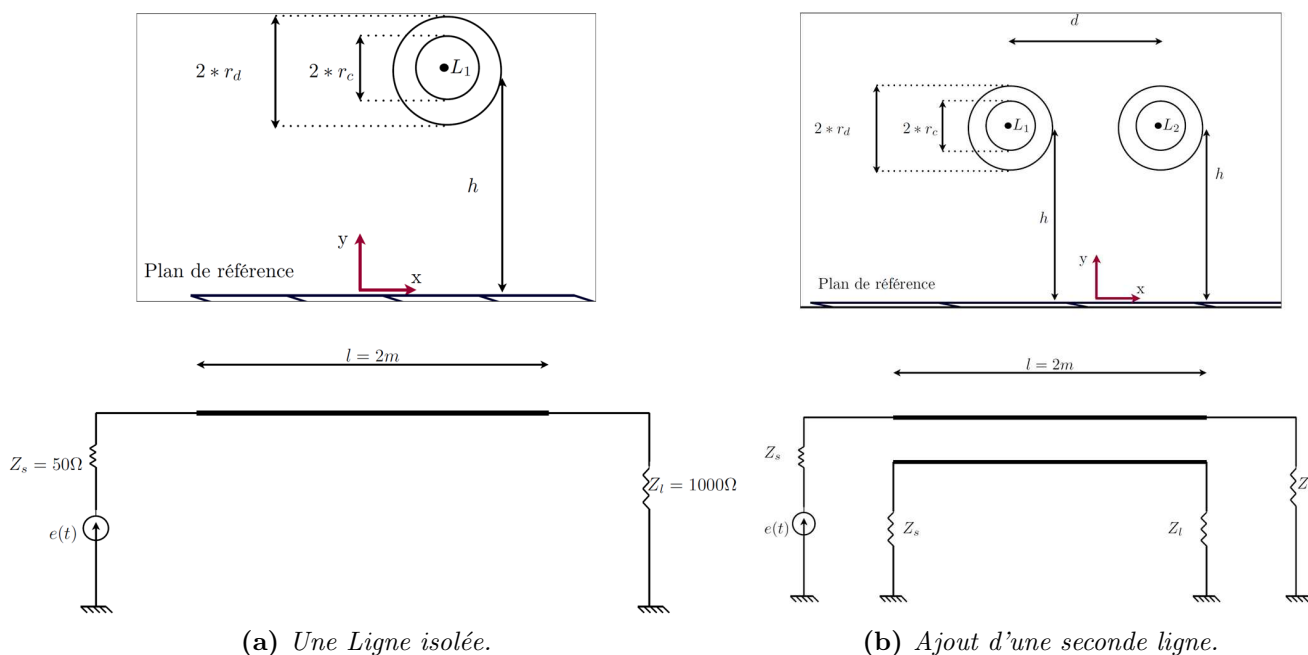 2 * r_d
2 * r_c
L_1
h
y
x
Plan de référence
l = 2m
Z_s = 50Ω
e(t)
Z_l = 1000Ω
(a) Une Ligne isolée.
d
2 * r_d
2 * r_c
L_1
L_2
h
h
y
x
Plan de référence
l = 2m
Z_s
e(t)
Z_s
Z_l
Z
(b) Ajout d'une seconde ligne.